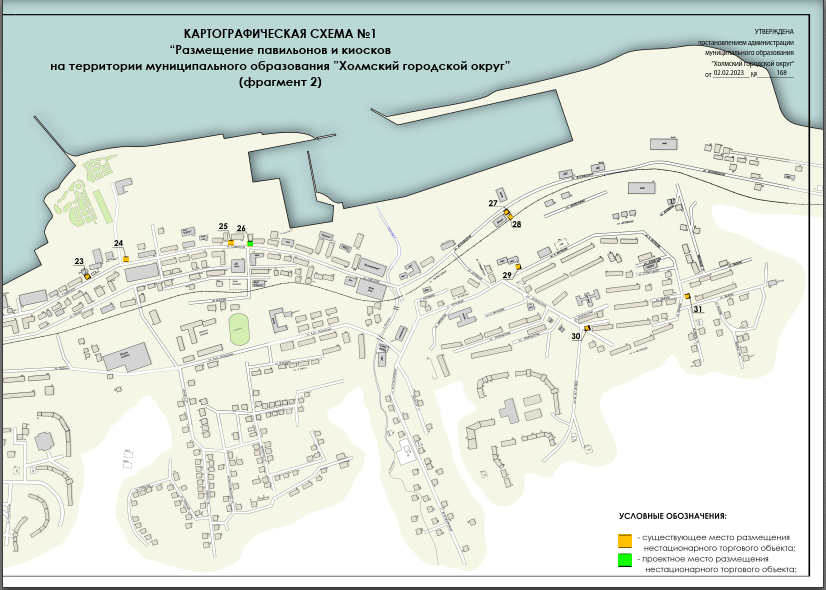 КАРТОГРАФИЧЕСКАЯ СХЕМА №1
“Размещение павильонов и киосков
на территории муниципального образования ”Холмский городской округ”
(фрагмент 2)
УТВЕРЖДЕНА
постановлением администрации
муниципального образования
"Холмский городской округ"
от 02.02.2023 № 168
27
28
25 26
24
23
29
31
30
УСЛОВНЫЕ ОБОЗНАЧЕНИЯ:
- существующее место размещения
нестационарного торгового объекта;
- проектное место размещения
нестационарного торгового объекта;